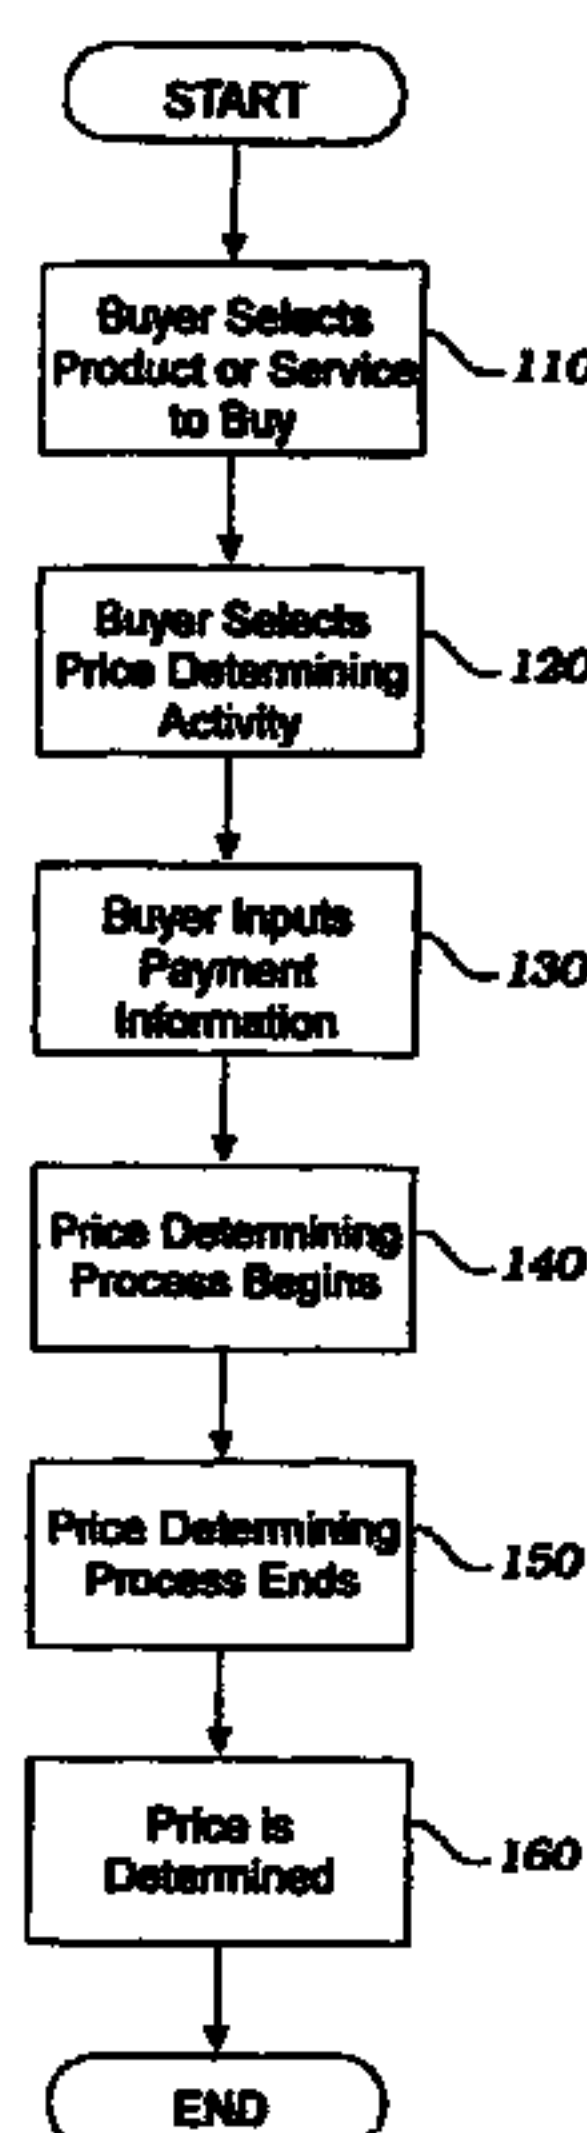 START
Buyer Selects
Product or Service
to Buy
110
Buyer Selects
Price Determining
Activity
120
Buyer Inputs
Payment
Information
130
Price Determining
Process Begins
140
Price Determining
Process Ends
150
Price is
Determined
160
END